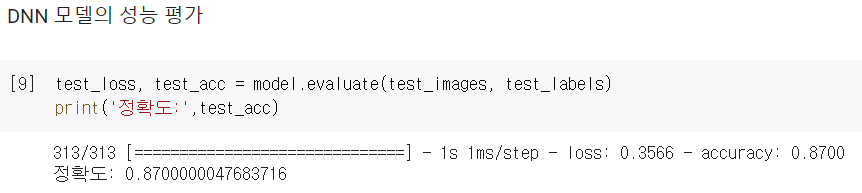 DNN 모델의 성능 평가
[9] test_loss, test_acc = model.evaluate(test_images, test_labels)
print('정확도:',test_acc)
313/313 [==============================] - 1s 1ms/step - loss: 0.3566 - accuracy: 0.8700
정확도: 0.8700000047683716